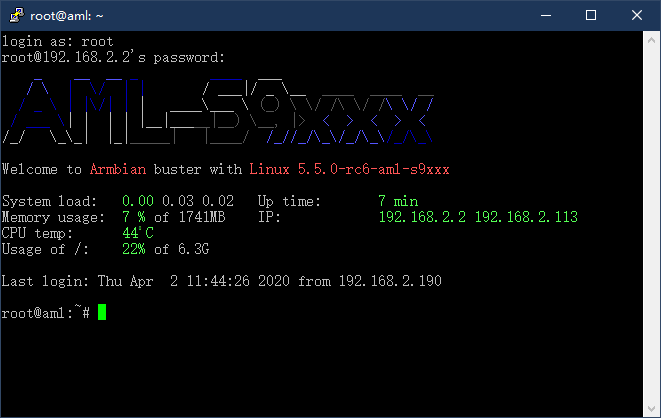 root@aml: ~
login as: root
root@192.168.2.2's password:
AML-S9xxx
Welcome to Armbian buster with Linux 5.5.0-rc6-aml-s9xxx
System load: 0.00 0.03 0.02 Up time: 7 min
Memory usage: 7 % of 1741MB IP: 192.168.2.2 192.168.2.113
CPU temp: 44°C
Usage of /: 22% of 6.3G
Last login: Thu Apr 2 11:44:26 2020 from 192.168.2.190
root@aml:~#